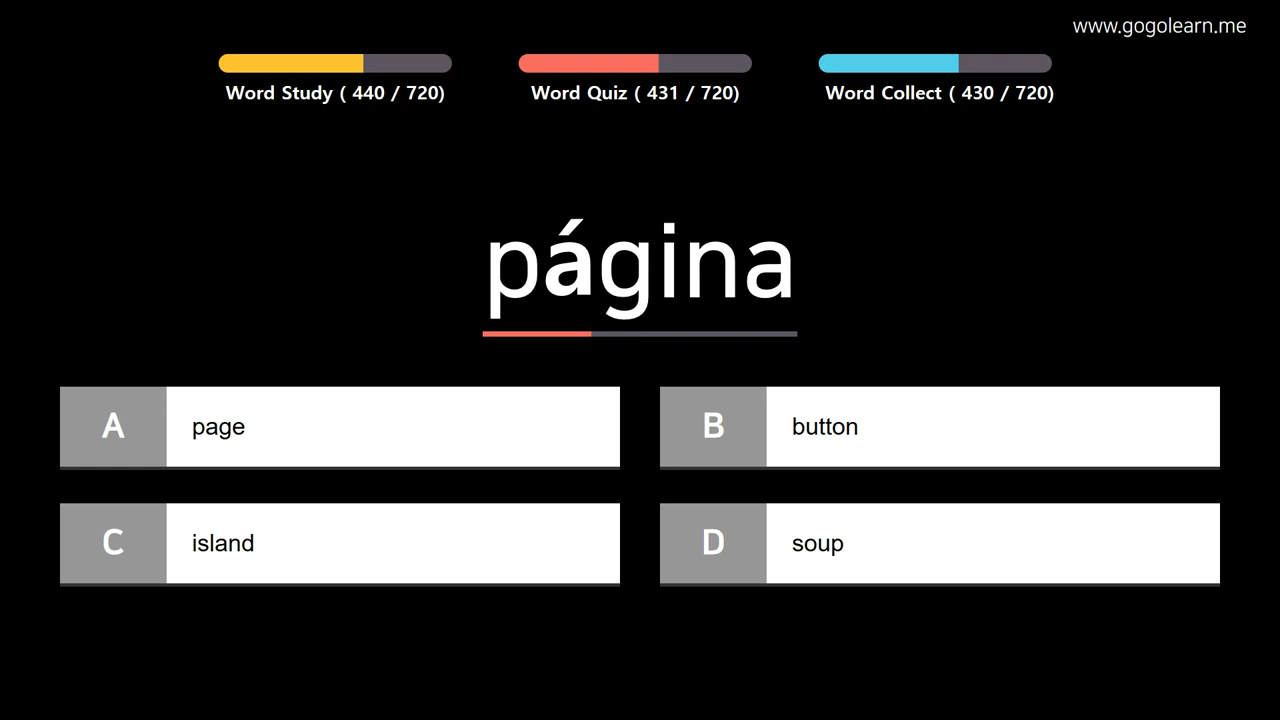 www.gogolearn.me
Word Study ( 440 / 720)
Word Quiz ( 431 / 720)
Word Collect ( 430 / 720)
página
A page
B button
C island
D soup